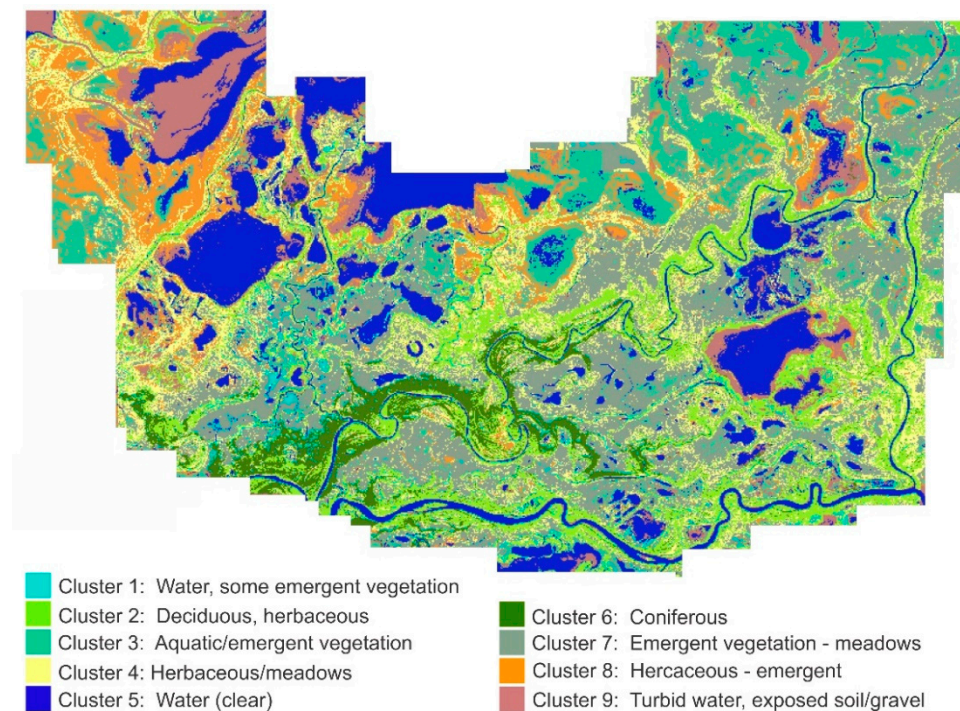 Cluster 1: Water, some emergent vegetation
Cluster 2: Deciduous, herbaceous
Cluster 3: Aquatic/emergent vegetation
Cluster 4: Herbaceous/meadows
Cluster 5: Water (clear)
Cluster 6: Coniferous
Cluster 7: Emergent vegetation - meadows
Cluster 8: Hercaceous - emergent
Cluster 9: Turbid water, exposed soil/gravel